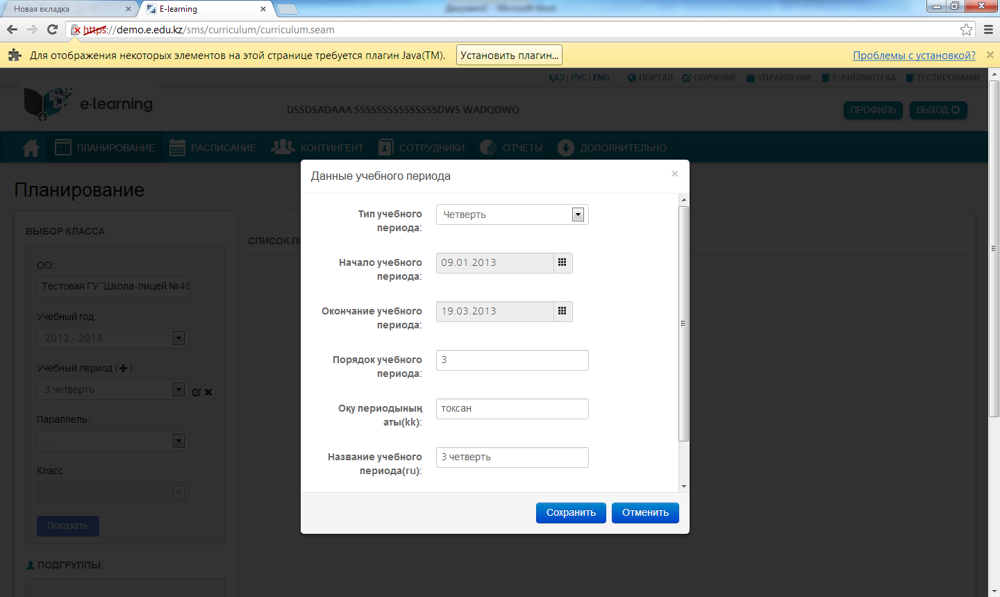 Новая вкладка
E-learning
https://demo.e.edu.kz/sms/curriculum/curriculum.seam
Для отображения некоторых элементов на этой странице требуется плагин Java(TM).
Установить плагин...
Проблемы с установкой?
ҚАЗ | РУС | ENG
ПОРТАЛ
ОБУЧЕНИЕ
УПРАВЛЕНИЕ
Е-БИБЛИОТЕКА
ТЕСТИРОВАНИЕ
e-learning
DSSDSADAAA SSSSSSSSSSSSSSSDWS WADQDWQ
ПРОФИЛЬ
ВЫХОД
ПЛАНИРОВАНИЕ
РАСПИСАНИЕ
КОНТИНГЕНТ
СОТРУДНИКИ
ОТЧЕТЫ
ДОПОЛНИТЕЛЬНО
Планирование
ВЫБОР КЛАССА
ОО:
Тестовая ГУ "Школа-лицей №48
Учебный год:
2012 - 2013
Учебный период (+):
3 четверть
Параллель:
...
Класс:
Показать
ПОДГРУППЫ:
Данные учебного периода
Тип учебного
периода:
Четверть
Начало учебного
периода:
09.01.2013
Окончание учебного
периода:
19.03.2013
Порядок учебного
периода:
3
Оқу периодының
аты(kk):
токсан
Название учебного
периода(ru):
3 четверть
Сохранить
Отменить